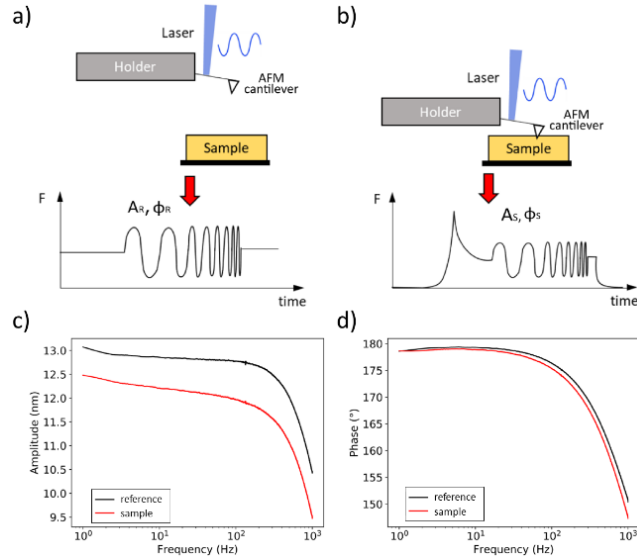 a)
Laser
Holder
AFM
cantilever
Sample
F
AR, ϕR
time
b)
Laser
Holder
AFM
cantilever
Sample
F
AS, ϕS
time
c)
13.0
12.5
12.0
11.5
11.0
10.5
10.0
9.5
Amplitude (nm)
reference
sample
10⁰ 10¹ 10² 10³
Frequency (Hz)
d)
180
175
170
165
160
155
150
Phase (°)
reference
sample
10⁰ 10¹ 10² 10³
Frequency (Hz)